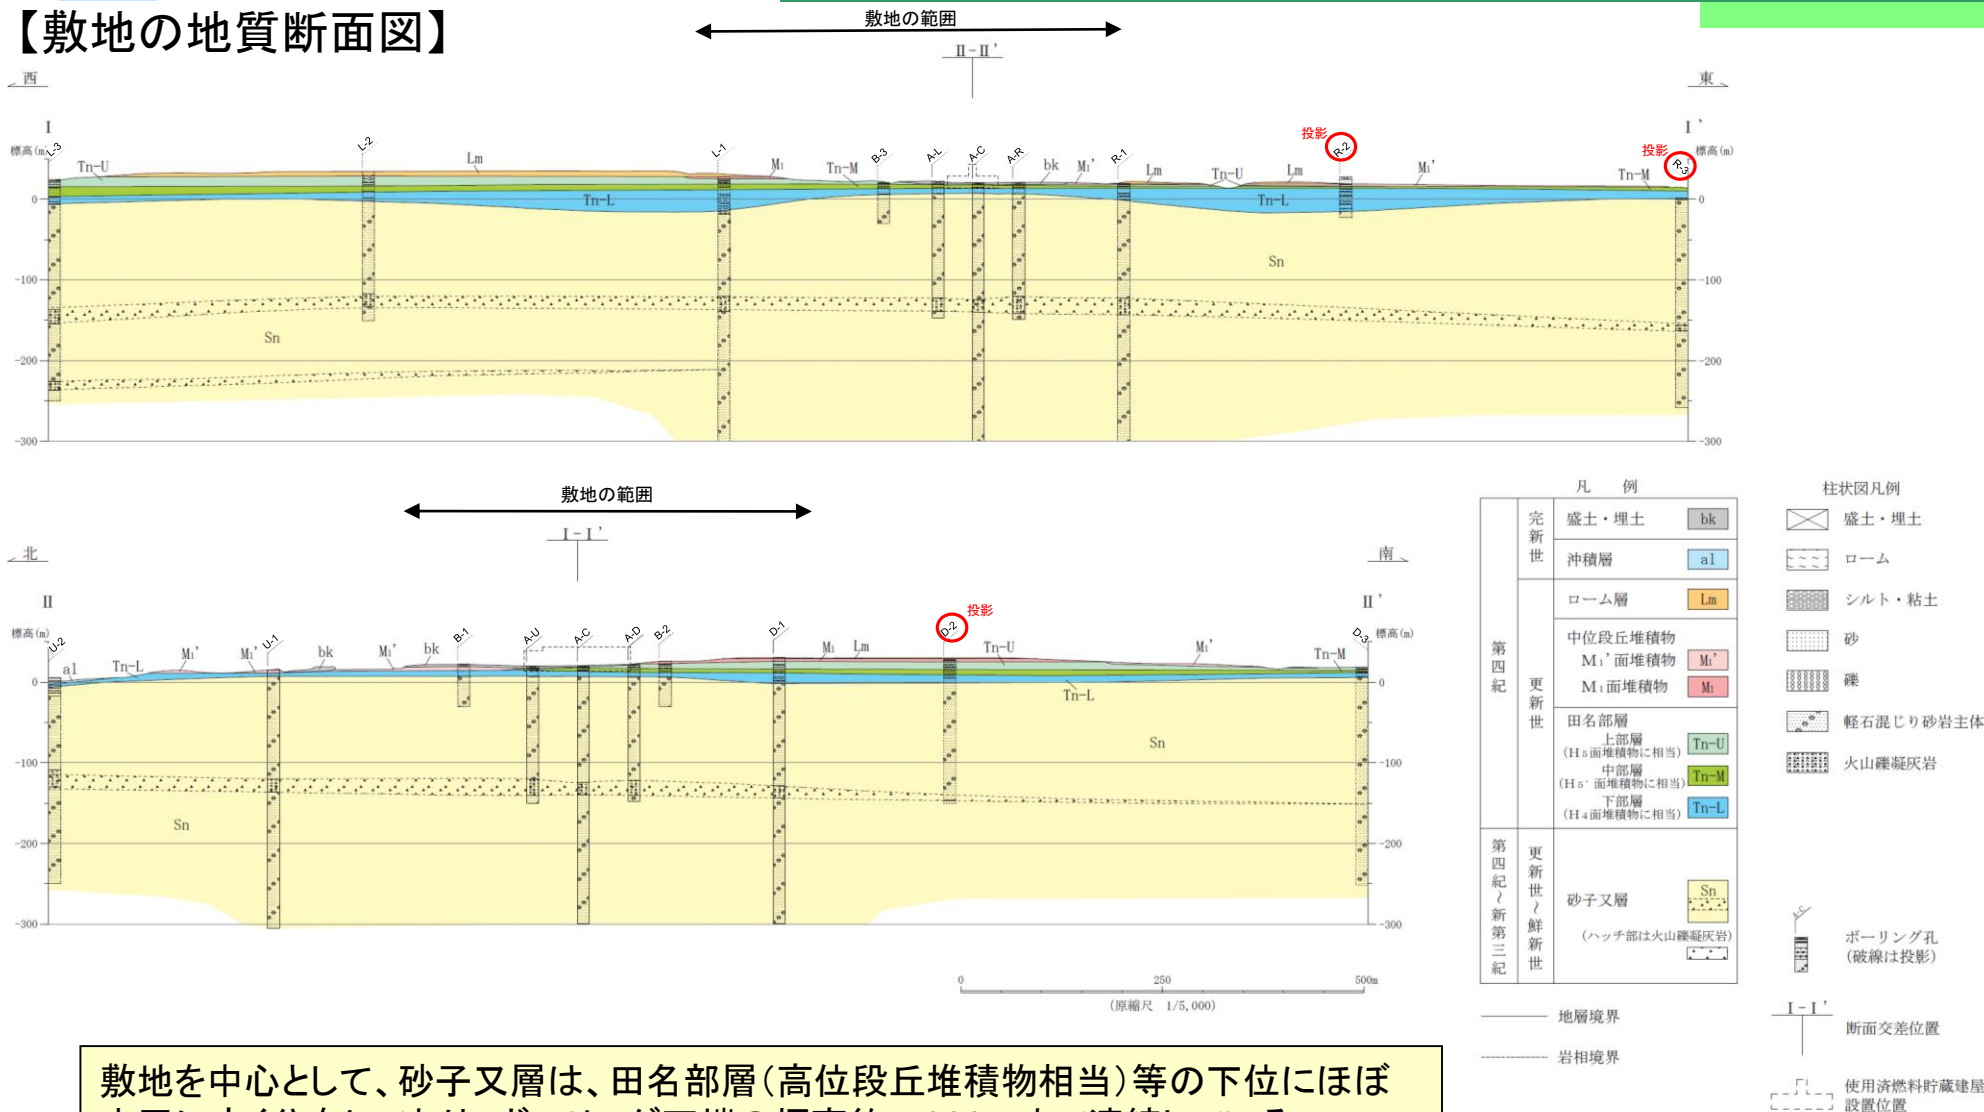 【敷地の地質断面図】
敷地の範囲
Ⅱ-Ⅱ’
西
東
Ⅰ
Ⅰ’
標高(m)
標高(m)
L-3
L-2
L-1
B-3
A-L
A-C
A-R
R-1
投影
R-2
投影
R-3
Tn-U
Lm
M₁
Tn-M
bk
M₁’
Lm
Tn-U
Lm
M₁’
Tn-M
Tn-L
Tn-L
Sn
Sn
0
-100
-200
-300
0
-100
-200
-300
敷地の範囲
Ⅰ-Ⅰ’
北
南
Ⅱ
Ⅱ’
標高(m)
標高(m)
U-2
U-1
B-1
A-U
A-C
A-D
B-2
D-1
D-2
投影
D-3
al
Tn-L
M₁’
M₁’
bk
M₁’
bk
M₁
Lm
Tn-U
M₁’
Tn-M
Tn-L
Sn
Sn
0
-100
-200
-300
0
-100
-200
-300
0
250
500m
(原縮尺 1/5,000)
凡 例
第四紀
完新世
盛土・埋土 bk
沖積層 al
更新世
ローム層 Lm
中位段丘堆積物
M₁’面堆積物 M₁’
M₁面堆積物 M₁
田名部層
上部層
(H₅面堆積物に相当) Tn-U
中部層
(H₅’面堆積物に相当) Tn-M
下部層
(H₄面堆積物に相当) Tn-L
第四紀~新第三紀
更新世~鮮新世
砂子又層 Sn
(ハッチ部は火山礫凝灰岩)
地層境界
岩相境界
柱状図凡例
盛土・埋土
ローム
シルト・粘土
砂
礫
軽石混じり砂岩主体
火山礫凝灰岩
ボーリング孔
(破線は投影)
Ⅰ-Ⅰ’
断面交差位置
使用済燃料貯蔵建屋
設置位置
敷地を中心として、砂子又層は、田名部層(高位段丘堆積物相当)等の下位にほぼ